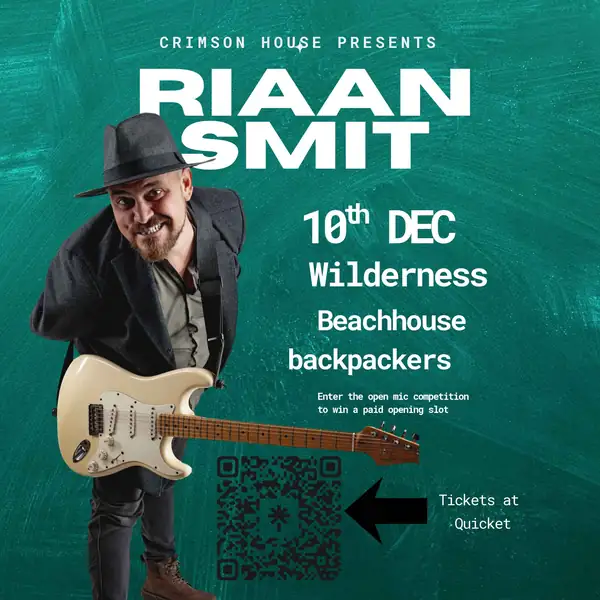 CRIMSON HOUSE PRESENTS
RIAAN
SMIT
10th DEC
Wilderness
Beachhouse
backpackers
Enter the open mic competition
to win a paid opening slot
Tickets at
Quicket